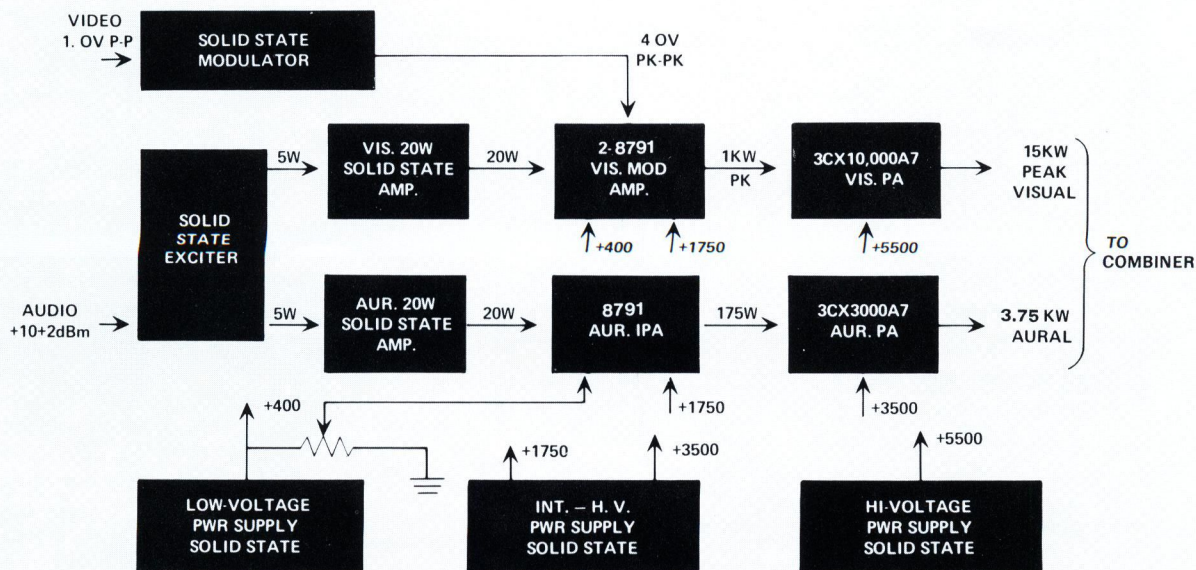 VIDEO
1. 0V P-P
SOLID STATE
MODULATOR
4 0V
PK-PK
SOLID
STATE
EXCITER
5W
VIS. 20W
SOLID STATE
AMP.
20W
2-8791
VIS. MOD
AMP.
1KW
PK
3CX10,000A7
VIS. PA
15KW
PEAK
VISUAL
+400
+1750
+5500
TO
COMBINER
AUDIO
+10+2dBm
5W
AUR. 20W
SOLID STATE
AMP.
20W
8791
AUR. IPA
175W
3CX3000A7
AUR. PA
3.75 KW
AURAL
+400
+1750
+3500
+1750
+3500
+5500
LOW-VOLTAGE
PWR SUPPLY
SOLID STATE
INT. – H. V.
PWR SUPPLY
SOLID STATE
HI-VOLTAGE
PWR SUPPLY
SOLID STATE